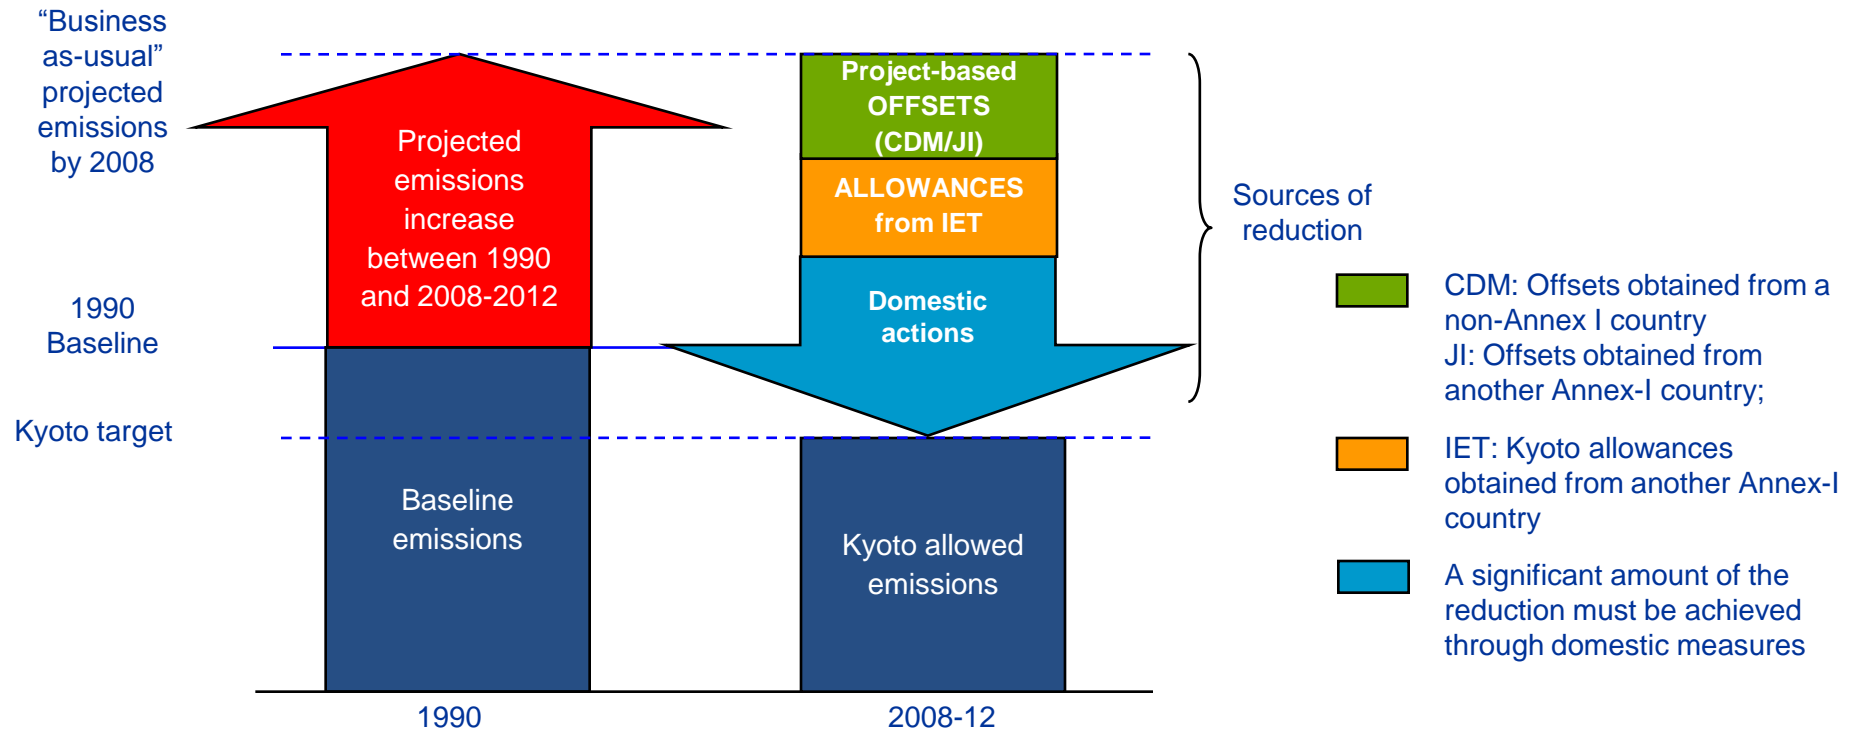 “Business
as-usual”
projected
emissions
by 2008
1990
Baseline
Kyoto target
Projected
emissions
increase
between 1990
and 2008-2012
Baseline
emissions
1990
Project-based
OFFSETS
(CDM/JI)
ALLOWANCES
from IET
Domestic
actions
Kyoto allowed
emissions
2008-12
Sources of
reduction
CDM: Offsets obtained from a
non-Annex I country
JI: Offsets obtained from
another Annex-I country;
IET: Kyoto allowances
obtained from another Annex-I
country
A significant amount of the
reduction must be achieved
through domestic measures